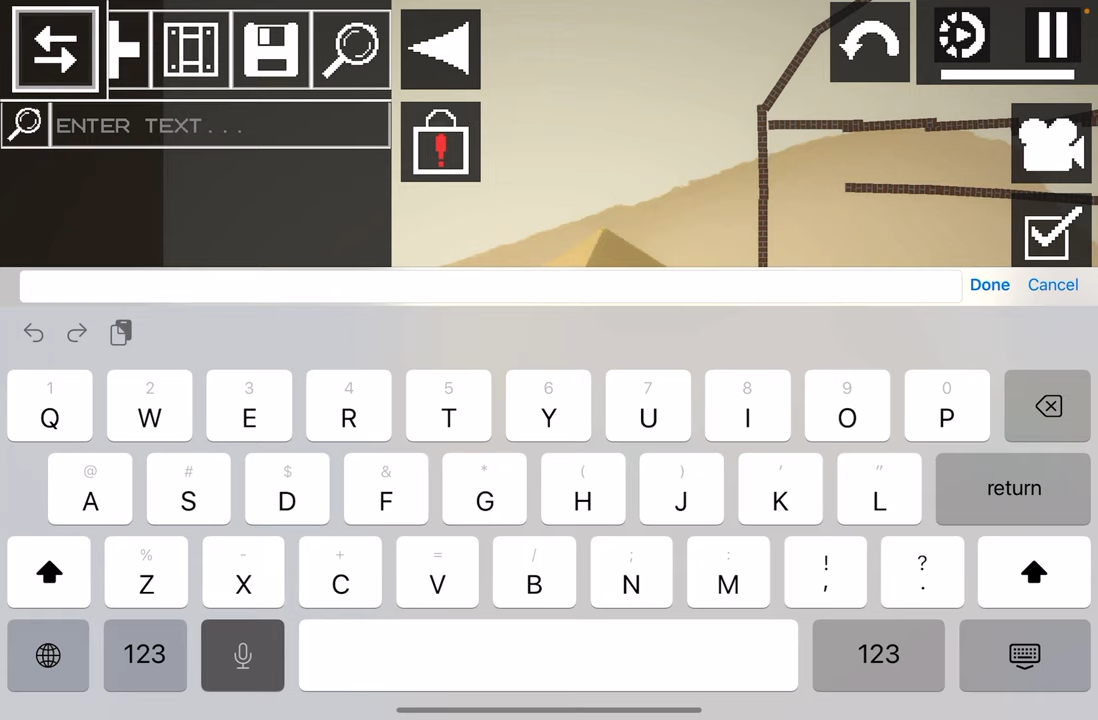 ENTER TEXT...
Done Cancel
1 2 3 4 5 6 7 8 9 0
Q W E R T Y U I O P
@ # $ & * ( ) ' "
A S D F G H J K L return
% - + = / ; : ! ?
Z X C V B N M , .
123 123